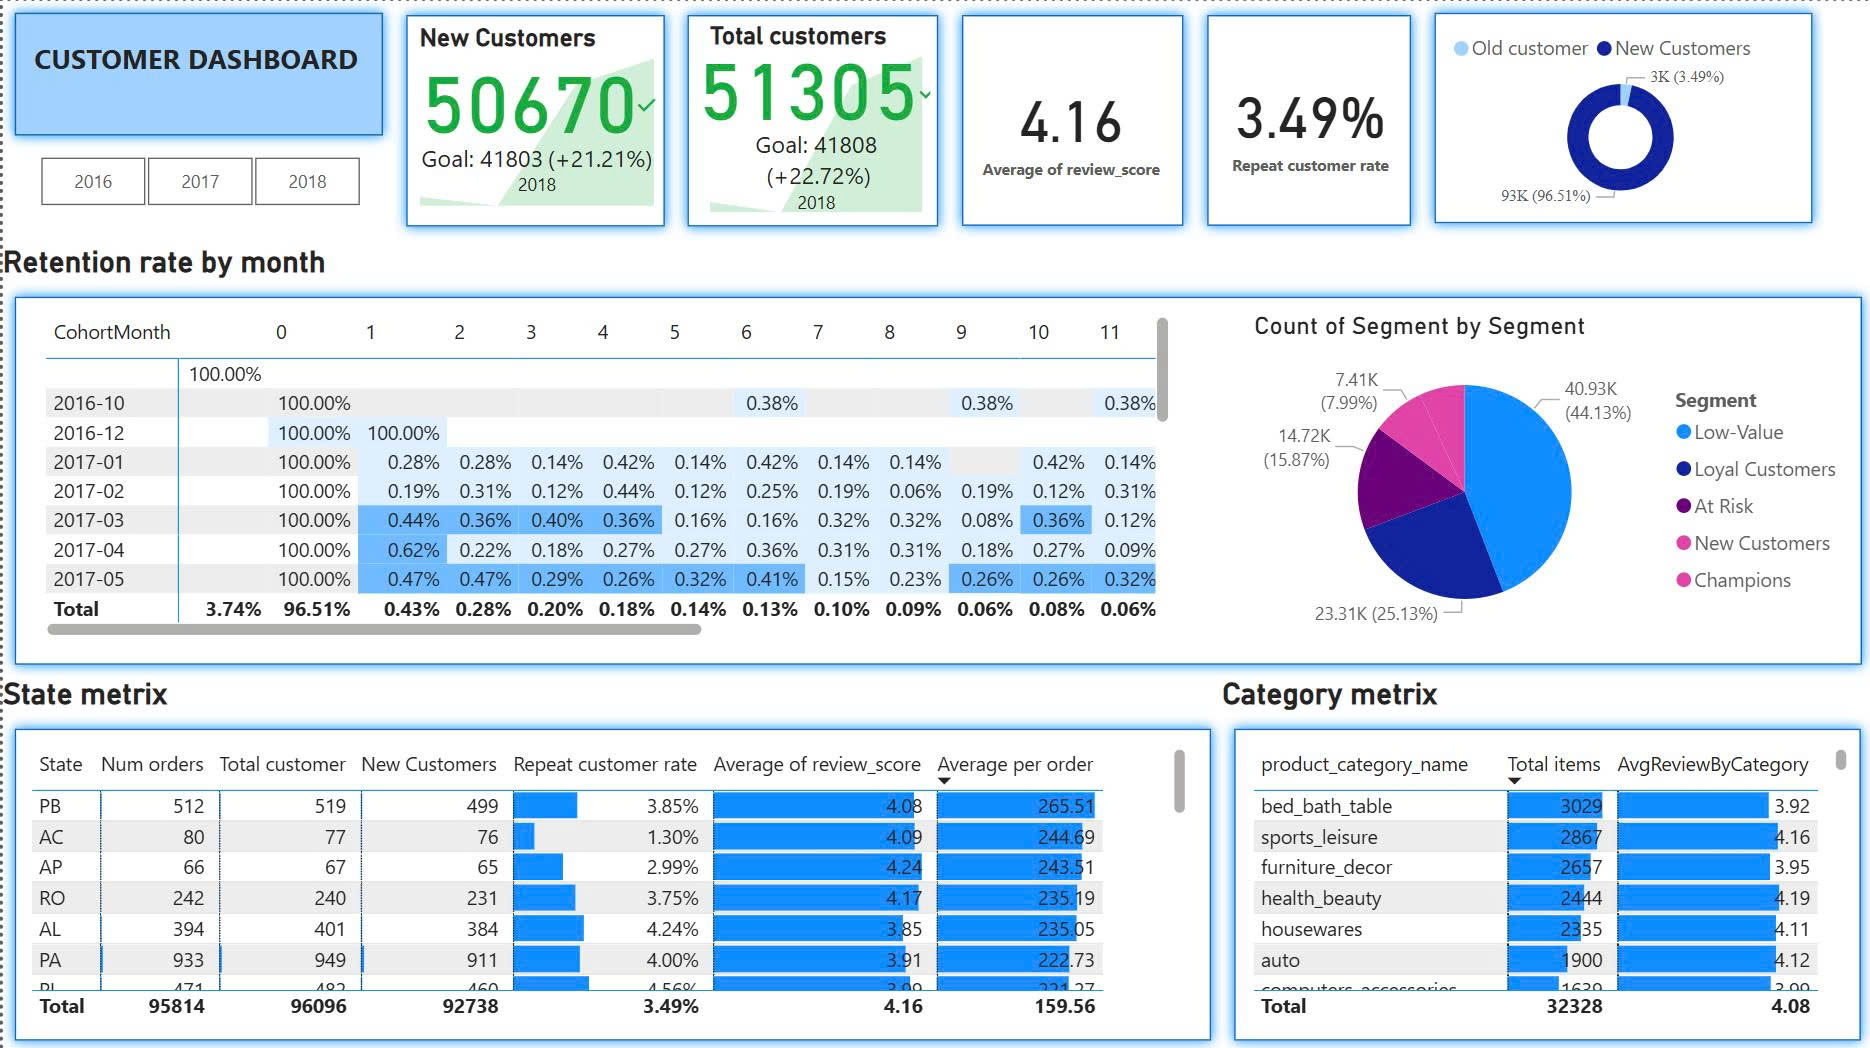 CUSTOMER DASHBOARD
2016 2017 2018
New Customers
50670
Goal: 41803 (+21.21%)
2018
Total customers
51305
Goal: 41808
(+22.72%)
2018
4.16
Average of review_score
3.49%
Repeat customer rate
Old customer New Customers
3K (3.49%)
93K (96.51%)
Retention rate by month
CohortMonth 0 1 2 3 4 5 6 7 8 9 10 11
100.00%
2016-10 100.00% 0.38% 0.38% 0.38%
2016-12 100.00% 100.00%
2017-01 100.00% 0.28% 0.28% 0.14% 0.42% 0.14% 0.42% 0.14% 0.14% 0.42% 0.14%
2017-02 100.00% 0.19% 0.31% 0.12% 0.44% 0.12% 0.25% 0.19% 0.06% 0.19% 0.12% 0.31%
2017-03 100.00% 0.44% 0.36% 0.40% 0.36% 0.16% 0.16% 0.32% 0.32% 0.08% 0.36% 0.12%
2017-04 100.00% 0.62% 0.22% 0.18% 0.27% 0.27% 0.36% 0.31% 0.31% 0.18% 0.27% 0.09%
2017-05 100.00% 0.47% 0.47% 0.29% 0.26% 0.32% 0.41% 0.15% 0.23% 0.26% 0.26% 0.32%
Total 3.74% 96.51% 0.43% 0.28% 0.20% 0.18% 0.14% 0.13% 0.10% 0.09% 0.06% 0.08% 0.06%
Count of Segment by Segment
7.41K
(7.99%)
40.93K
(44.13%)
14.72K
(15.87%)
23.31K (25.13%)
Segment
Low-Value
Loyal Customers
At Risk
New Customers
Champions
State metrix
State Num orders Total customer New Customers Repeat customer rate Average of review_score Average per order
PB 512 519 499 3.85% 4.08 265.51
AC 80 77 76 1.30% 4.09 244.69
AP 66 67 65 2.99% 4.24 243.51
RO 242 240 231 3.75% 4.17 235.19
AL 394 401 384 4.24% 3.85 235.05
PA 933 949 911 4.00% 3.91 222.73
471 482 460 4.56% 3.99 221.27
Total 95814 96096 92738 3.49% 4.16 159.56
Category metrix
product_category_name Total items AvgReviewByCategory
bed_bath_table 3029 3.92
sports_leisure 2867 4.16
furniture_decor 2657 3.95
health_beauty 2444 4.19
housewares 2335 4.11
auto 1900 4.12
computers_accessories 1639 3.99
Total 32328 4.08